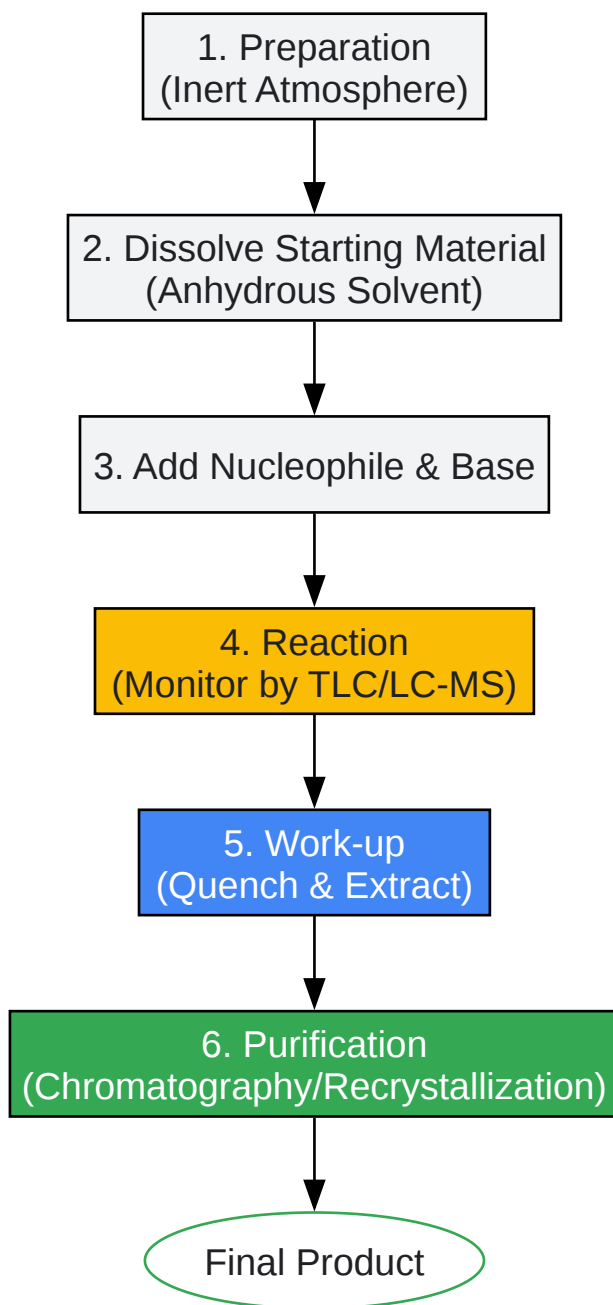 1. Preparation
(Inert Atmosphere)
2. Dissolve Starting Material
(Anhydrous Solvent)
3. Add Nucleophile & Base
4. Reaction
(Monitor by TLC/LC-MS)
5. Work-up
(Quench & Extract)
6. Purification
(Chromatography/Recrystallization)
Final Product